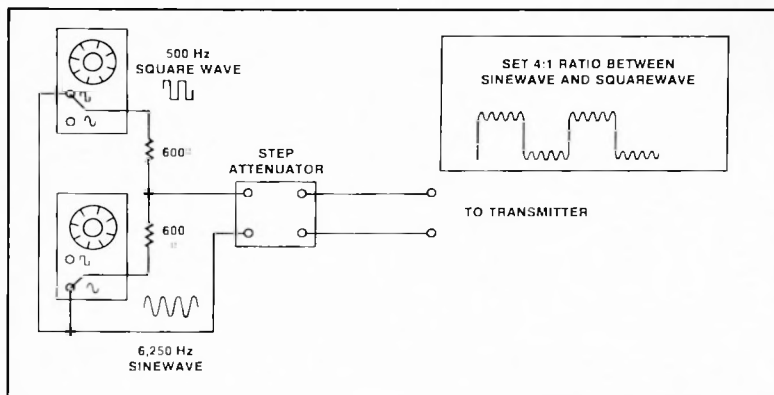 500 Hz
SQUARE WAVE
600
STEP
ATTENUATOR
600
6,250 Hz
SINEWAVE
SET 4:1 RATIO BETWEEN
SINEWAVE AND SQUAREWAVE
TO TRANSMITTER